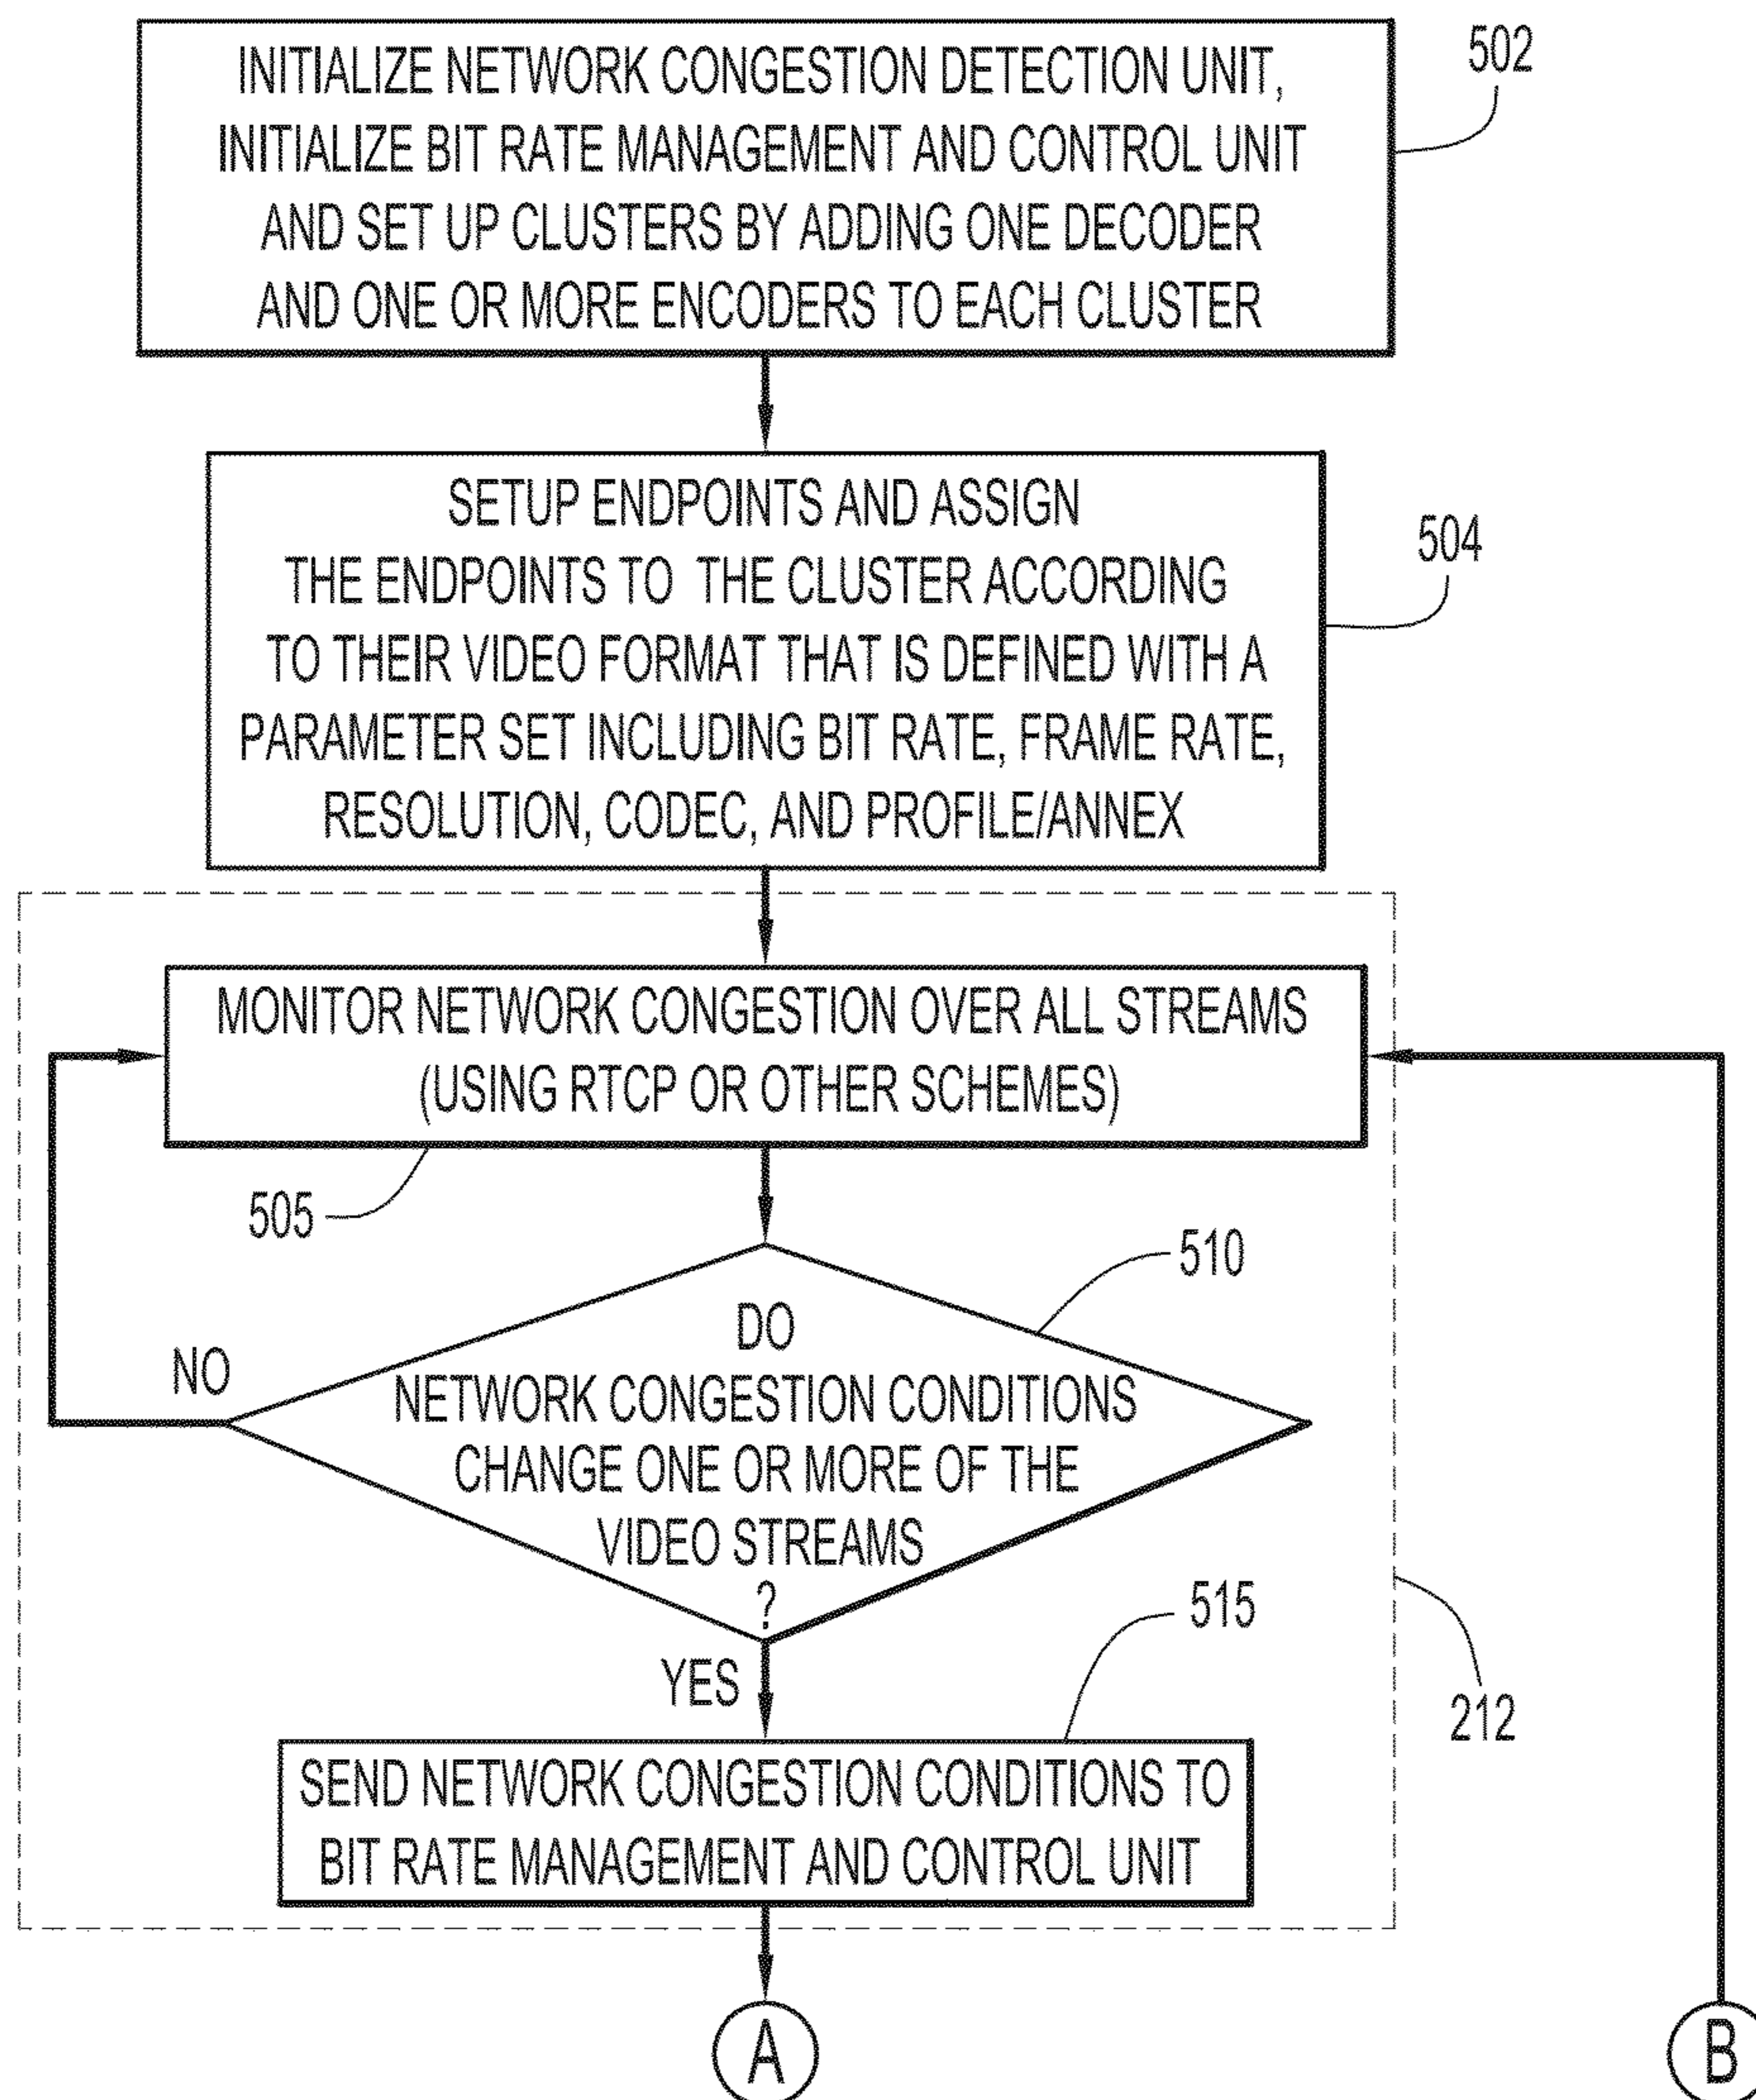 INITIALIZE NETWORK CONGESTION DETECTION UNIT,
INITIALIZE BIT RATE MANAGEMENT AND CONTROL UNIT
AND SET UP CLUSTERS BY ADDING ONE DECODER
AND ONE OR MORE ENCODERS TO EACH CLUSTER
502
SETUP ENDPOINTS AND ASSIGN
THE ENDPOINTS TO THE CLUSTER ACCORDING
TO THEIR VIDEO FORMAT THAT IS DEFINED WITH A
PARAMETER SET INCLUDING BIT RATE, FRAME RATE,
RESOLUTION, CODEC, AND PROFILE/ANNEX
504
MONITOR NETWORK CONGESTION OVER ALL STREAMS
(USING RTCP OR OTHER SCHEMES)
505
510
DO
NETWORK CONGESTION CONDITIONS
CHANGE ONE OR MORE OF THE
VIDEO STREAMS
?
NO
YES
515
212
SEND NETWORK CONGESTION CONDITIONS TO
BIT RATE MANAGEMENT AND CONTROL UNIT
A
B